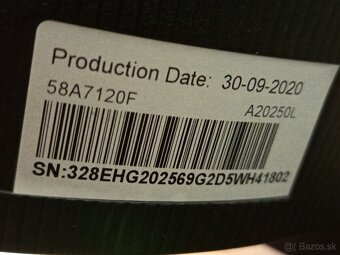 Production Date: 30-09-2020
58A7120F
A20250L
SN:328EHG202569G2D5WH41802
Bazos.sk